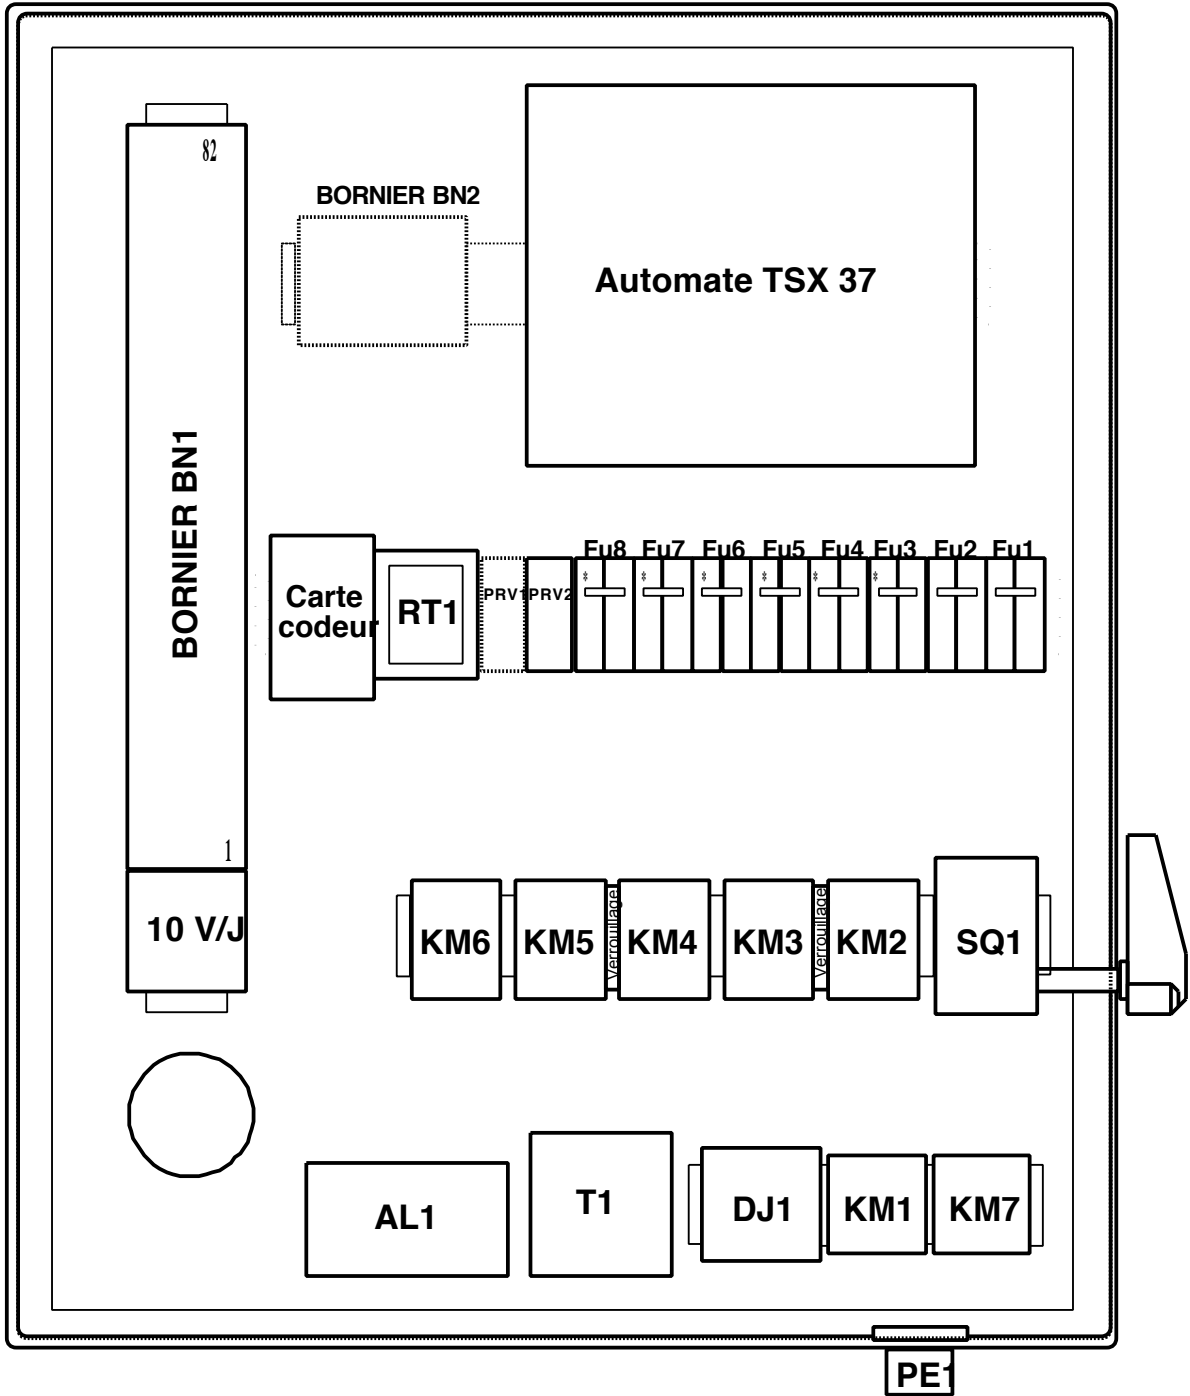 82
BORNIER BN2
Automate TSX 37
BORNIER BN1
Fu8 Fu7 Fu6 Fu5 Fu4 Fu3 Fu2 Fu1
* * * * * *
Carte
codeur
RT1
PRV1 PRV2
1
10 V/J
KM6 KM5 Verrouillage KM4 KM3 Verrouillage KM2 SQ1
AL1 T1 DJ1 KM1 KM7
PE1